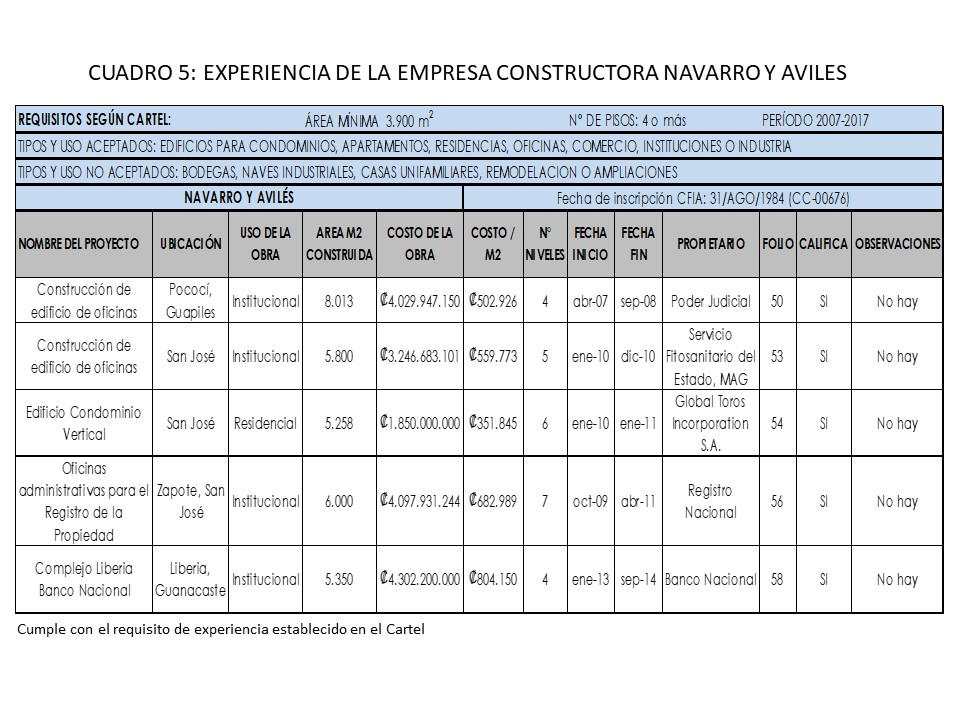 CUADRO 5: EXPERIENCIA DE LA EMPRESA CONSTRUCTORA NAVARRO Y AVILES
REQUISITOS SEGÚN CARTEL: ÁREA MÍNIMA 3.900 m² N° DE PISOS: 4 o más PERÍODO 2007-2017
TIPOS Y USO ACEPTADOS: EDIFICIOS PARA CONDOMINIOS, APARTAMENTOS, RESIDENCIAS, OFICINAS, COMERCIO, INSTITUCIONES O INDUSTRIA
TIPOS Y USO NO ACEPTADOS: BODEGAS, NAVES INDUSTRIALES, CASAS UNIFAMILIARES, REMODELACION O AMPLIACIONES
NAVARRO Y AVILÉS Fecha de inscripción CFIA: 31/AGO/1984 (CC-00676)
NOMBRE DEL PROYECTO UBICACIÓN USO DE LA OBRA AREA M2 CONSTRUIDA COSTO DE LA OBRA COSTO / M2 N° NIVELES FECHA INICIO FECHA FIN PROPIETARIO FOLIO CALIFICA OBSERVACIONES
Construcción de edificio de oficinas Pococí, Guapiles Institucional 8.013 ₡4.029.947.150 ₡502.926 4 abr-07 sep-08 Poder Judicial 50 SI No hay
Construcción de edificio de oficinas San José Institucional 5.800 ₡3.246.683.101 ₡559.773 5 ene-10 dic-10 Servicio Fitosanitario del Estado, MAG 53 SI No hay
Edificio Condominio Vertical San José Residencial 5.258 ₡1.850.000.000 ₡351.845 6 ene-10 ene-11 Global Toros Incorporation S.A. 54 SI No hay
Oficinas administrativas para el Registro de la Propiedad Zapote, San José Institucional 6.000 ₡4.097.931.244 ₡682.989 7 oct-09 abr-11 Registro Nacional 56 SI No hay
Complejo Liberia Banco Nacional Liberia, Guanacaste Institucional 5.350 ₡4.302.200.000 ₡804.150 4 ene-13 sep-14 Banco Nacional 58 SI No hay
Cumple con el requisito de experiencia establecido en el Cartel